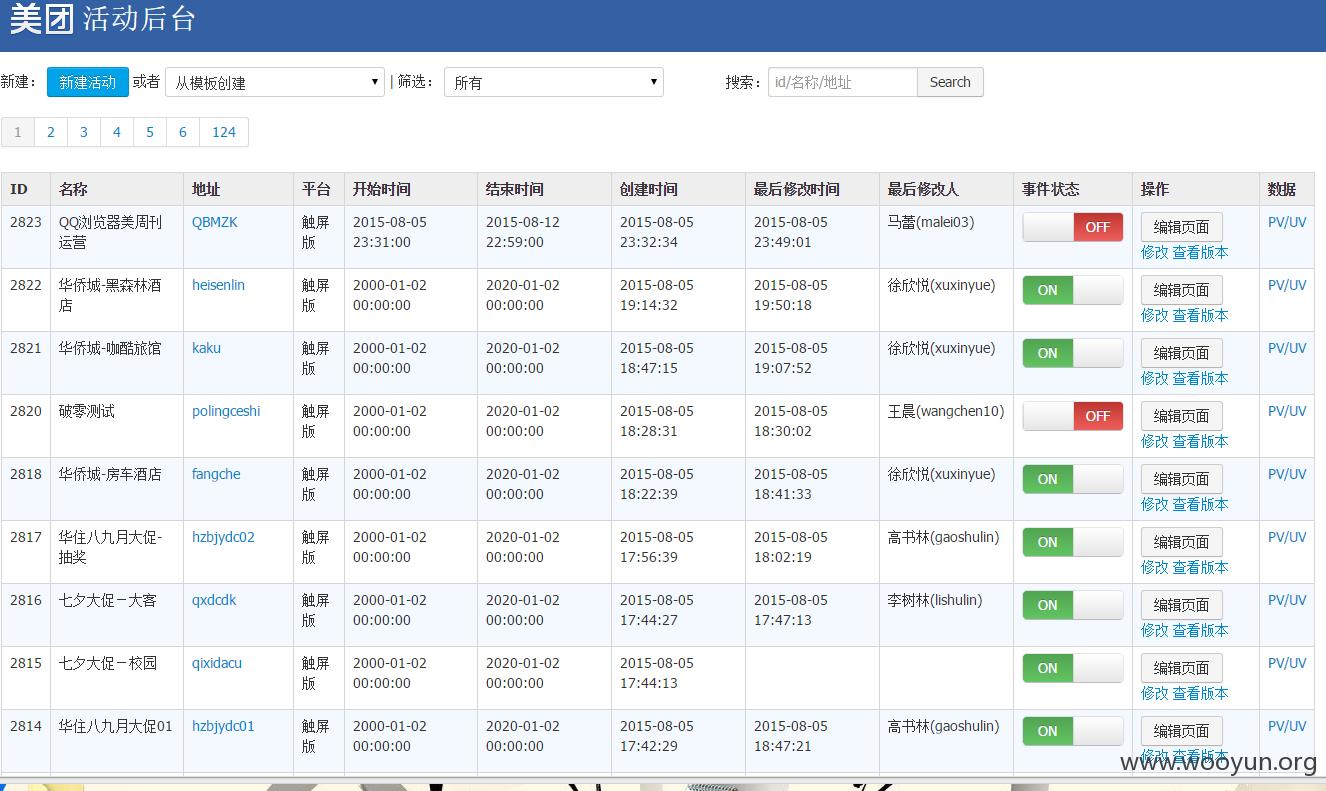 美团 活动后台
新建： 新建活动 或者 从模板创建 | 筛选： 所有 搜索： id/名称/地址 Search
1 2 3 4 5 6 124
ID 名称 地址 平台 开始时间 结束时间 创建时间 最后修改时间 最后修改人 事件状态 操作 数据
2823 QQ浏览器美周刊 QBMZK 触屏 2015-08-05 2015-08-12 2015-08-05 2015-08-05 马蕾(malei03) OFF 编辑页面 PV/UV
运营 版 23:31:00 22:59:00 23:32:34 23:49:01 修改 查看版本
2822 华侨城-黑森林酒 heisenlin 触屏 2000-01-02 2020-01-02 2015-08-05 2015-08-05 徐欣悦(xuxinyue) ON 编辑页面 PV/UV
店 版 00:00:00 00:00:00 19:14:32 19:50:18 修改 查看版本
2821 华侨城-咖酷旅馆 kaku 触屏 2000-01-02 2020-01-02 2015-08-05 2015-08-05 徐欣悦(xuxinyue) ON 编辑页面 PV/UV
版 00:00:00 00:00:00 18:47:15 19:07:52 修改 查看版本
2820 破零测试 polingceshi 触屏 2000-01-02 2020-01-02 2015-08-05 2015-08-05 王晨(wangchen10) OFF 编辑页面 PV/UV
版 00:00:00 00:00:00 18:28:31 18:30:02 修改 查看版本
2818 华侨城-房车酒店 fangche 触屏 2000-01-02 2020-01-02 2015-08-05 2015-08-05 徐欣悦(xuxinyue) ON 编辑页面 PV/UV
版 00:00:00 00:00:00 18:22:39 18:41:33 修改 查看版本
2817 华住八九月大促- hzbjydc02 触屏 2000-01-02 2020-01-02 2015-08-05 2015-08-05 高书林(gaoshulin) ON 编辑页面 PV/UV
抽奖 版 00:00:00 00:00:00 17:56:39 18:02:19 修改 查看版本
2816 七夕大促－大客 qxdcdk 触屏 2000-01-02 2020-01-02 2015-08-05 2015-08-05 李树林(lishulin) ON 编辑页面 PV/UV
版 00:00:00 00:00:00 17:44:27 17:47:13 修改 查看版本
2815 七夕大促－校园 qixidacu 触屏 2000-01-02 2020-01-02 2015-08-05 ON 编辑页面 PV/UV
版 00:00:00 00:00:00 17:44:13 修改 查看版本
2814 华住八九月大促01 hzbjydc01 触屏 2000-01-02 2020-01-02 2015-08-05 2015-08-05 高书林(gaoshulin) ON 编辑页面 PV/UV
版 00:00:00 00:00:00 17:42:29 18:47:21 修改 查看版本
www.wooyun.org